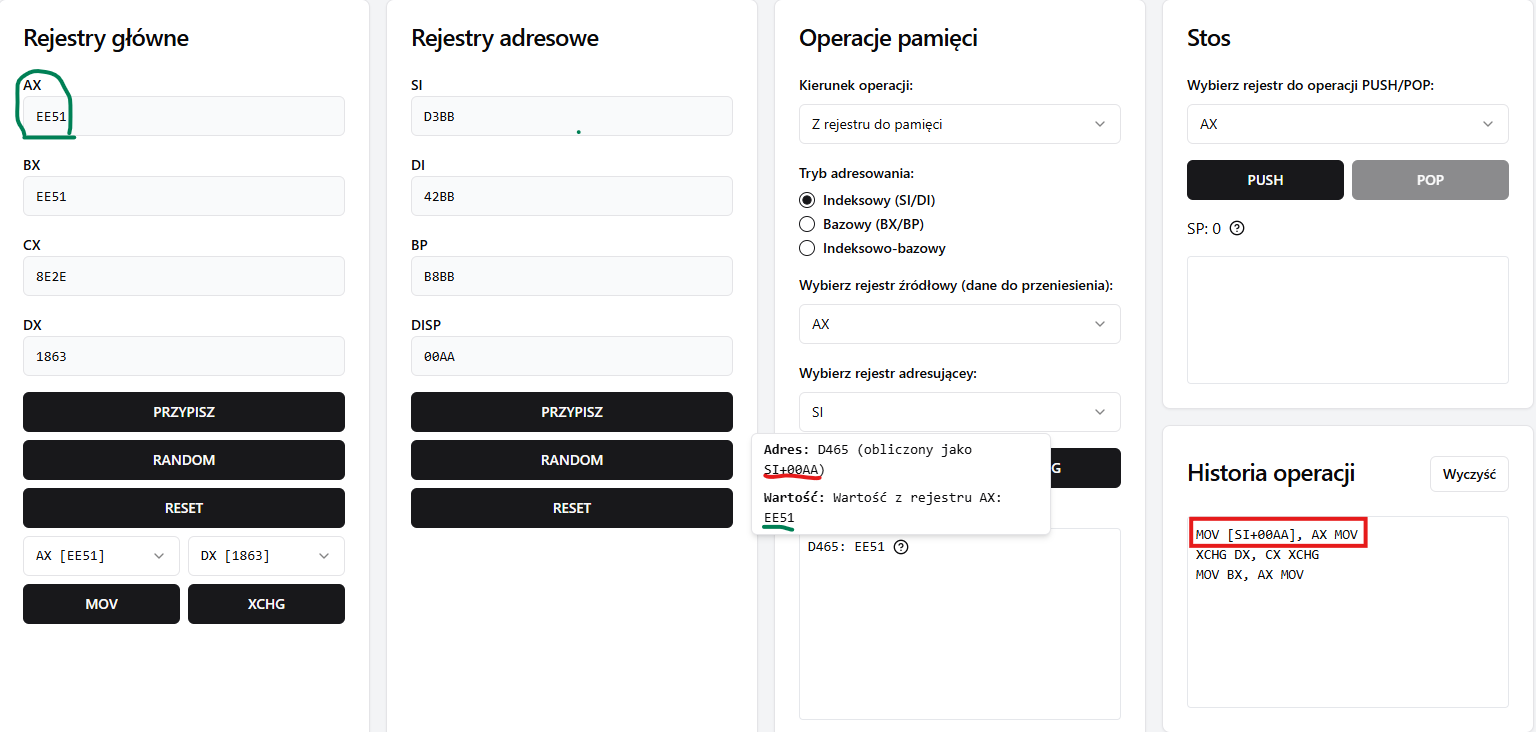 Rejestry główne
AX
EE51
BX
EE51
CX
8E2E
DX
1863
PRZYPISZ
RANDOM
RESET
AX [EE51]
DX [1863]
MOV
XCHG
Rejestry adresowe
SI
D3BB
DI
42BB
BP
B8BB
DISP
00AA
PRZYPISZ
RANDOM
RESET
Operacje pamięci
Kierunek operacji:
Z rejestru do pamięci
Tryb adresowania:
Indeksowy (SI/DI)
Bazowy (BX/BP)
Indeksowo-bazowy
Wybierz rejestr źródłowy (dane do przeniesienia):
AX
Wybierz rejestr adresującey:
SI
Adres: D465 (obliczony jako
SI+00AA)
Wartość: Wartość z rejestru AX:
EE51
G
D465: EE51
Stos
Wybierz rejestr do operacji PUSH/POP:
AX
PUSH
POP
SP: 0
Historia operacji
Wyczyść
MOV [SI+00AA], AX MOV
XCHG DX, CX XCHG
MOV BX, AX MOV